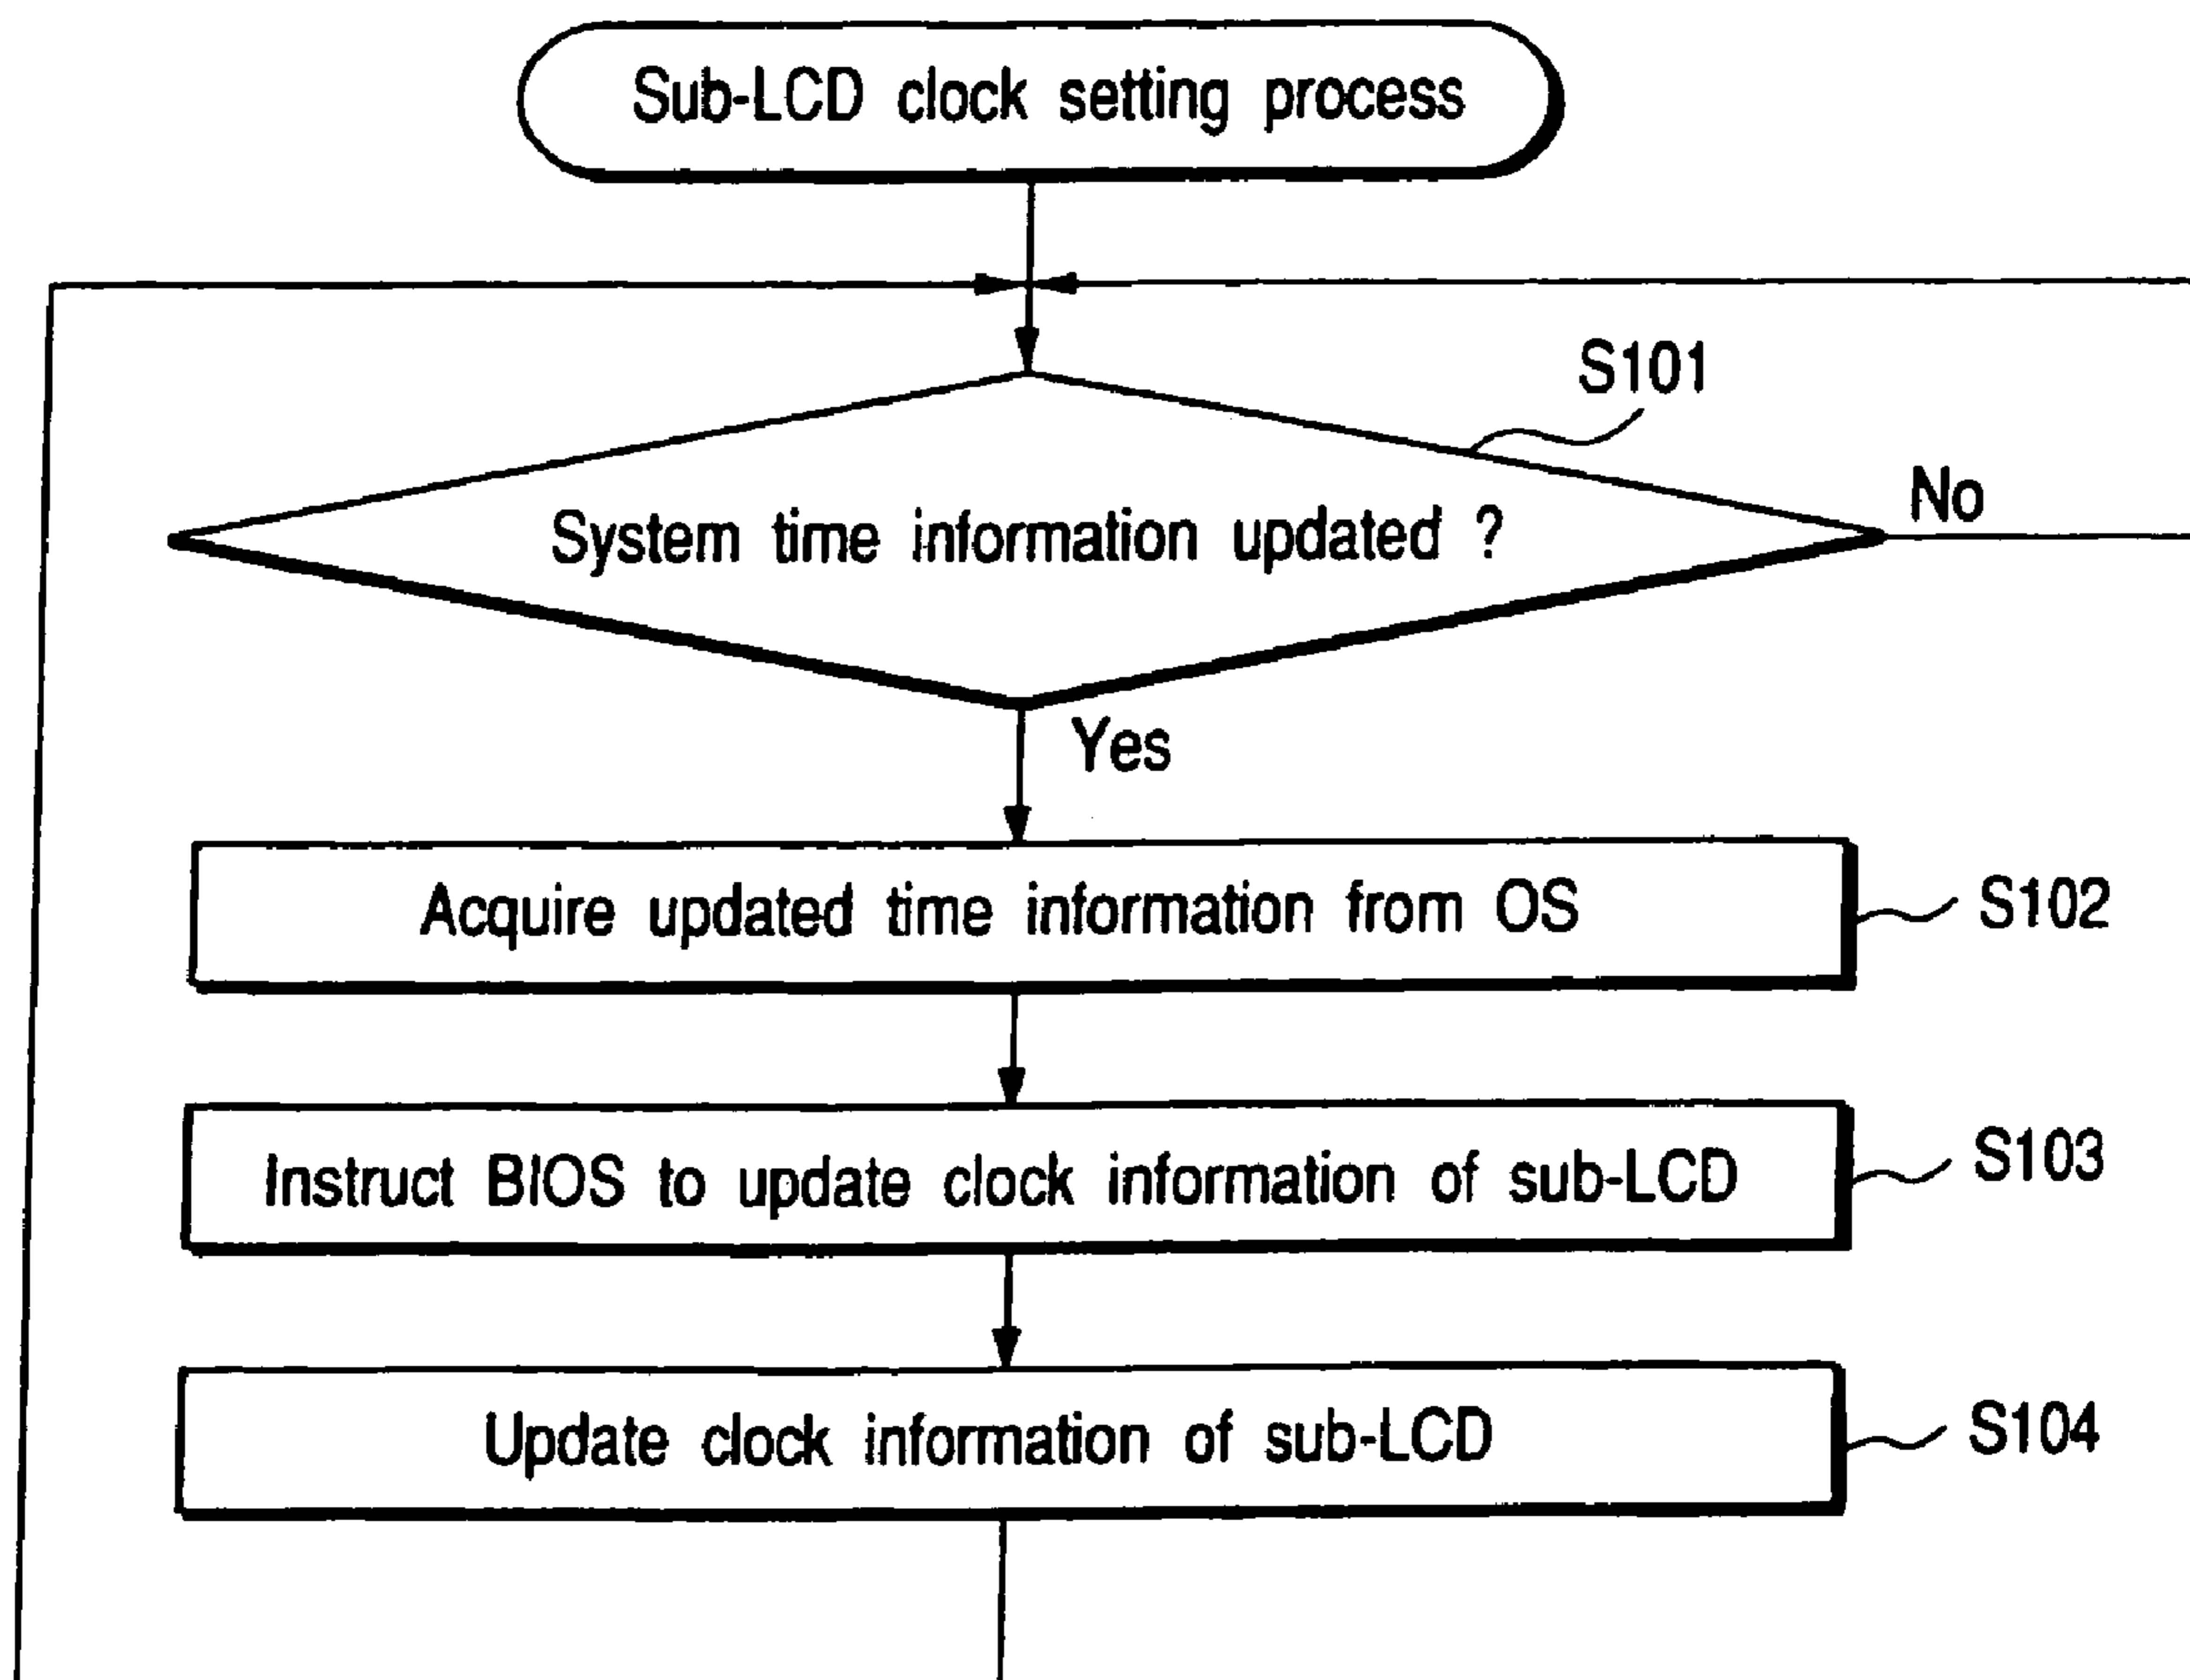 Sub-LCD clock setting process
S101
System time information updated ?
No
Yes
Acquire updated time information from OS
S102
Instruct BIOS to update clock information of sub-LCD
S103
Update clock information of sub-LCD
S104